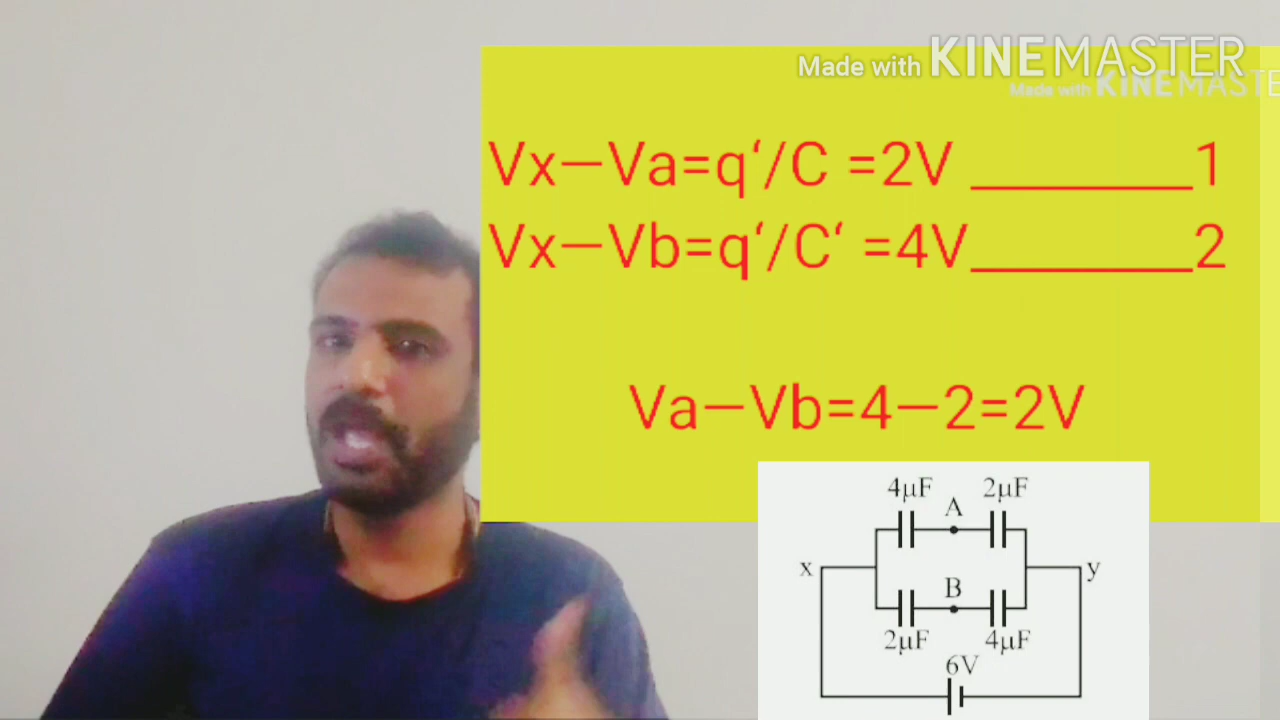 Made with KINEMASTER
Made with KINEMAST
Vx—Va=q‘/C =2V ________1
Vx—Vb=q‘/C‘ =4V________2
Va—Vb=4—2=2V
4μF 2μF
A
x y
B
2μF 4μF
6V